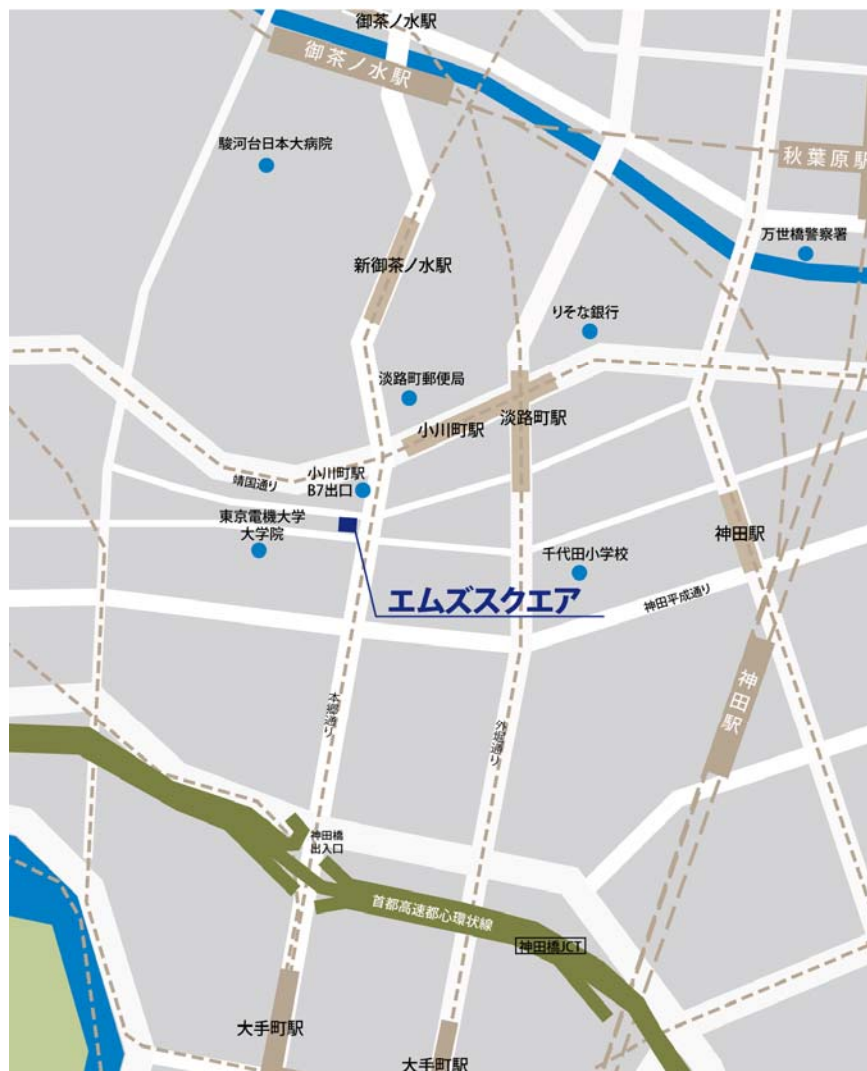 御茶ノ水駅
御茶ノ水駅
駿河台日本大病院
秋葉原駅
万世橋警察署
新御茶ノ水駅
りそな銀行
淡路町郵便局
淡路町駅
小川町駅
小川町駅
B7出口
靖国通り
東京電機大学
大学院
神田駅
千代田小学校
エムズスクエア
神田平成通り
神田駅
本郷通り
外堀通り
神田橋
出入口
首都高速都心環状線
神田橋JCT
大手町駅
大手町駅